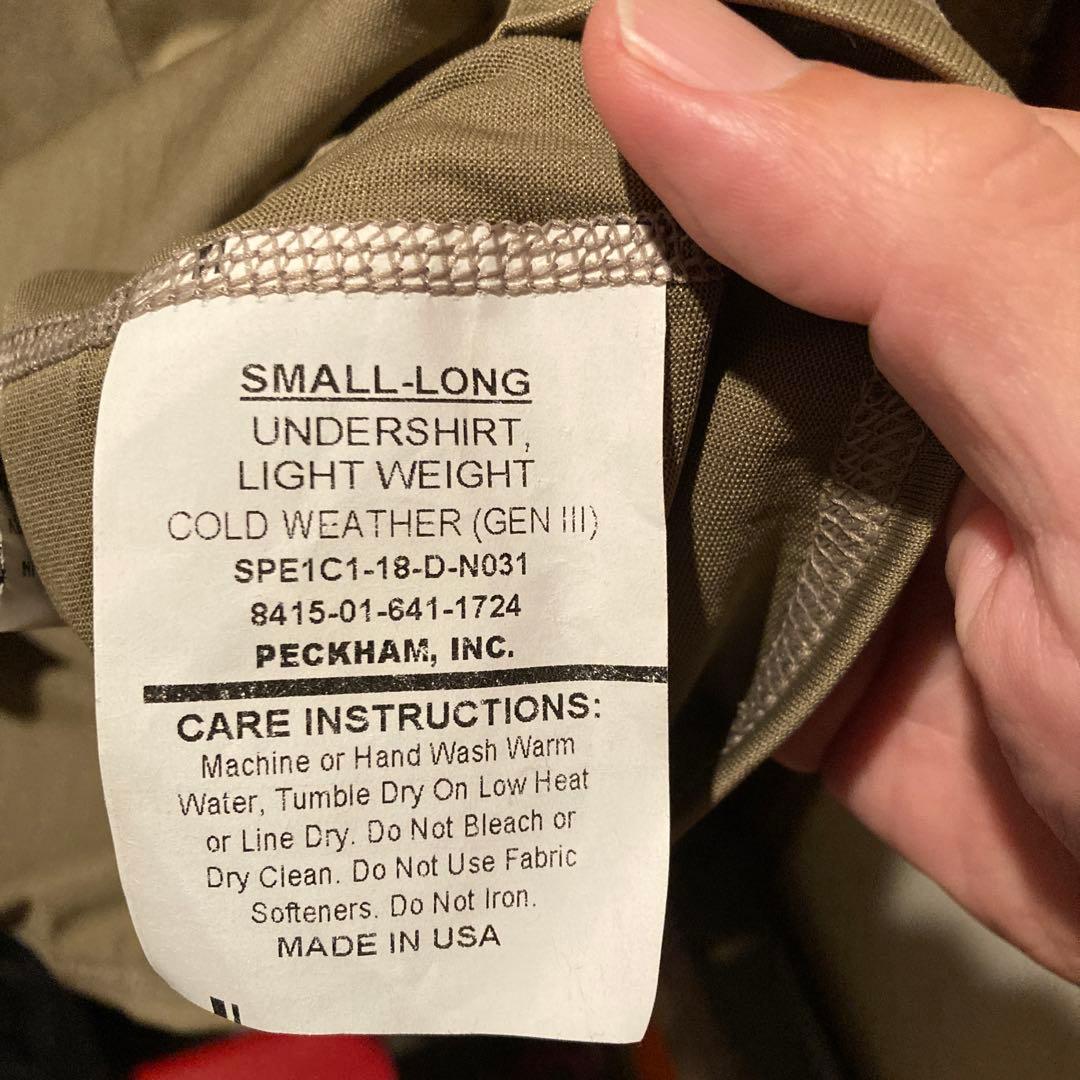 SMALL-LONG
UNDERSHIRT,
LIGHT WEIGHT
COLD WEATHER (GEN III)
SPE1C1-18-D-N031
8415-01-641-1724
PECKHAM, INC.
CARE INSTRUCTIONS:
Machine or Hand Wash Warm
Water, Tumble Dry On Low Heat
or Line Dry. Do Not Bleach or
Dry Clean. Do Not Use Fabric
Softeners. Do Not Iron.
MADE IN USA